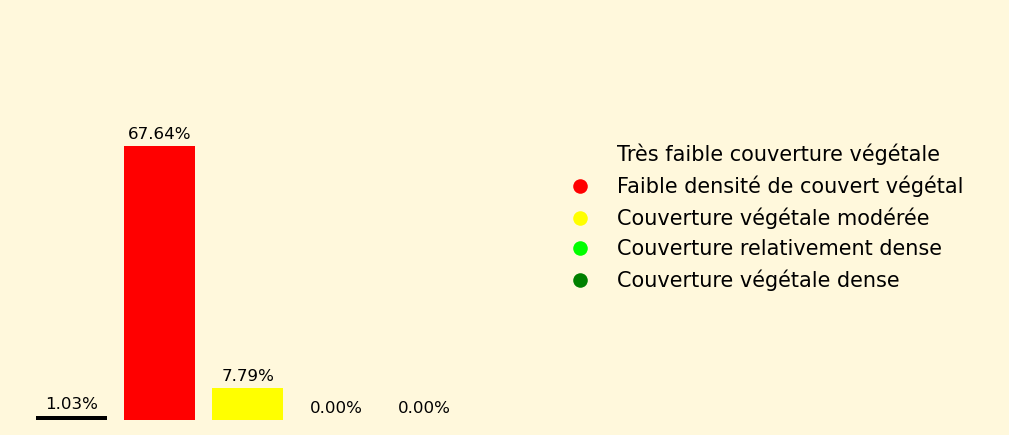 67.64%
7.79%
1.03%
0.00%
0.00%
Très faible couverture végétale
Faible densité de couvert végétal
Couverture végétale modérée
Couverture relativement dense
Couverture végétale dense